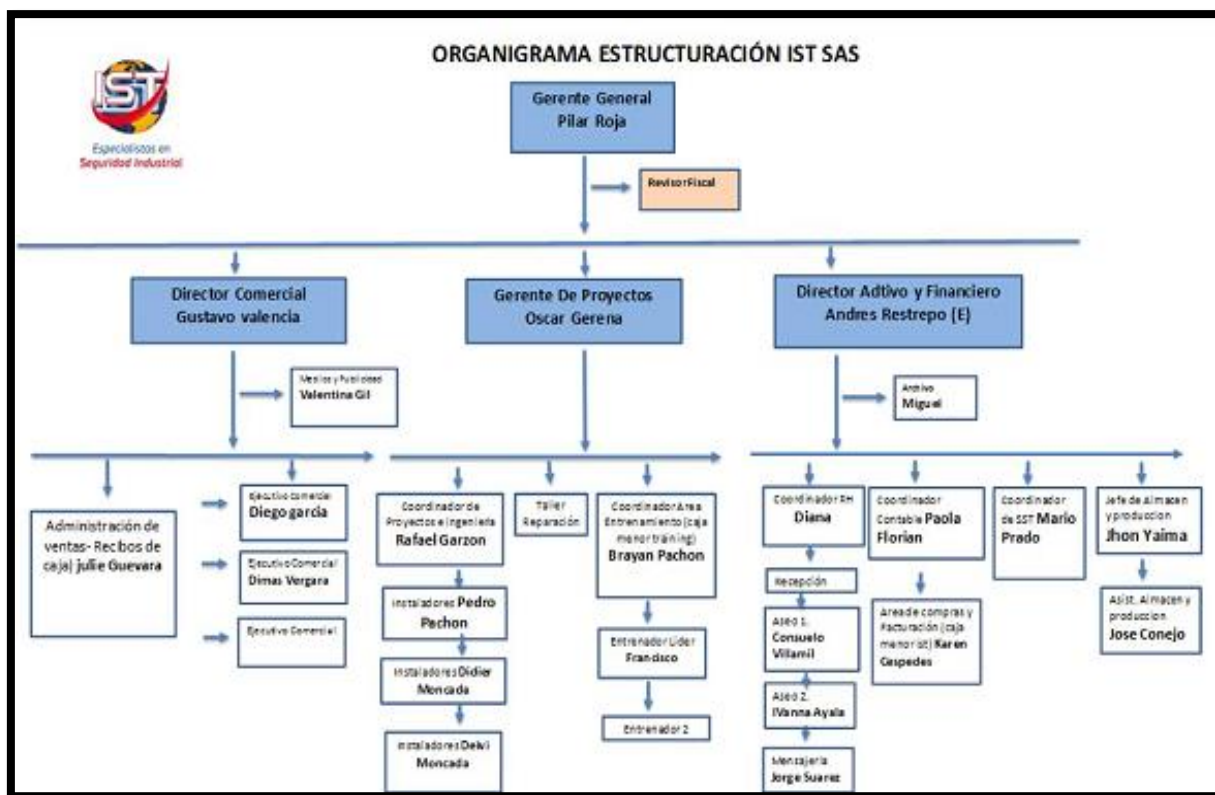 ORGANIGRAMA ESTRUCTURACIÓN IST SAS
IST
Especialistas en
Seguridad Industrial
Gerente General
Pilar Roja
Revisor Fiscal
Director Comercial
Gustavo valencia
Gerente De Proyectos
Oscar Gerena
Director Adtivo y Financiero
Andres Restrepo (E)
Medios y Publicidad
Valentina Gil
Archivo
Miguel
Administración de
ventas- Recibos de
caja) julie Guevara
Ejecutivo Comercial
Diego garcia
Ejecutivo Comercial
Dimas Vergara
Ejecutivo Comercial
Coordinador de
Proyectos e Ingenieria
Rafael Garzon
Instaladores Pedro
Pachon
Instaladores Didier
Moncada
Instaladores Deivi
Moncada
Taller
Reparación
Coordinador Area
Entrenamiento (caja
menor training)
Brayan Pachon
Entrenador Lider
Francisco
Entrenador 2
Coordinador RH
Diana
Recepción
Aseo 1.
Consuelo
Villamil
Aseo 2.
IVanna Ayala
Mensajería
Jorge Suarez
Coordinador
Contable Paola
Florian
Area de compras y
Facturación (caja
menor ist) Karen
Cespedes
Coordinador
de SST Mario
Prado
Jefe de Almacen
y produccion
Jhon Yaima
Asist. Almacen y
produccion
Jose Conejo